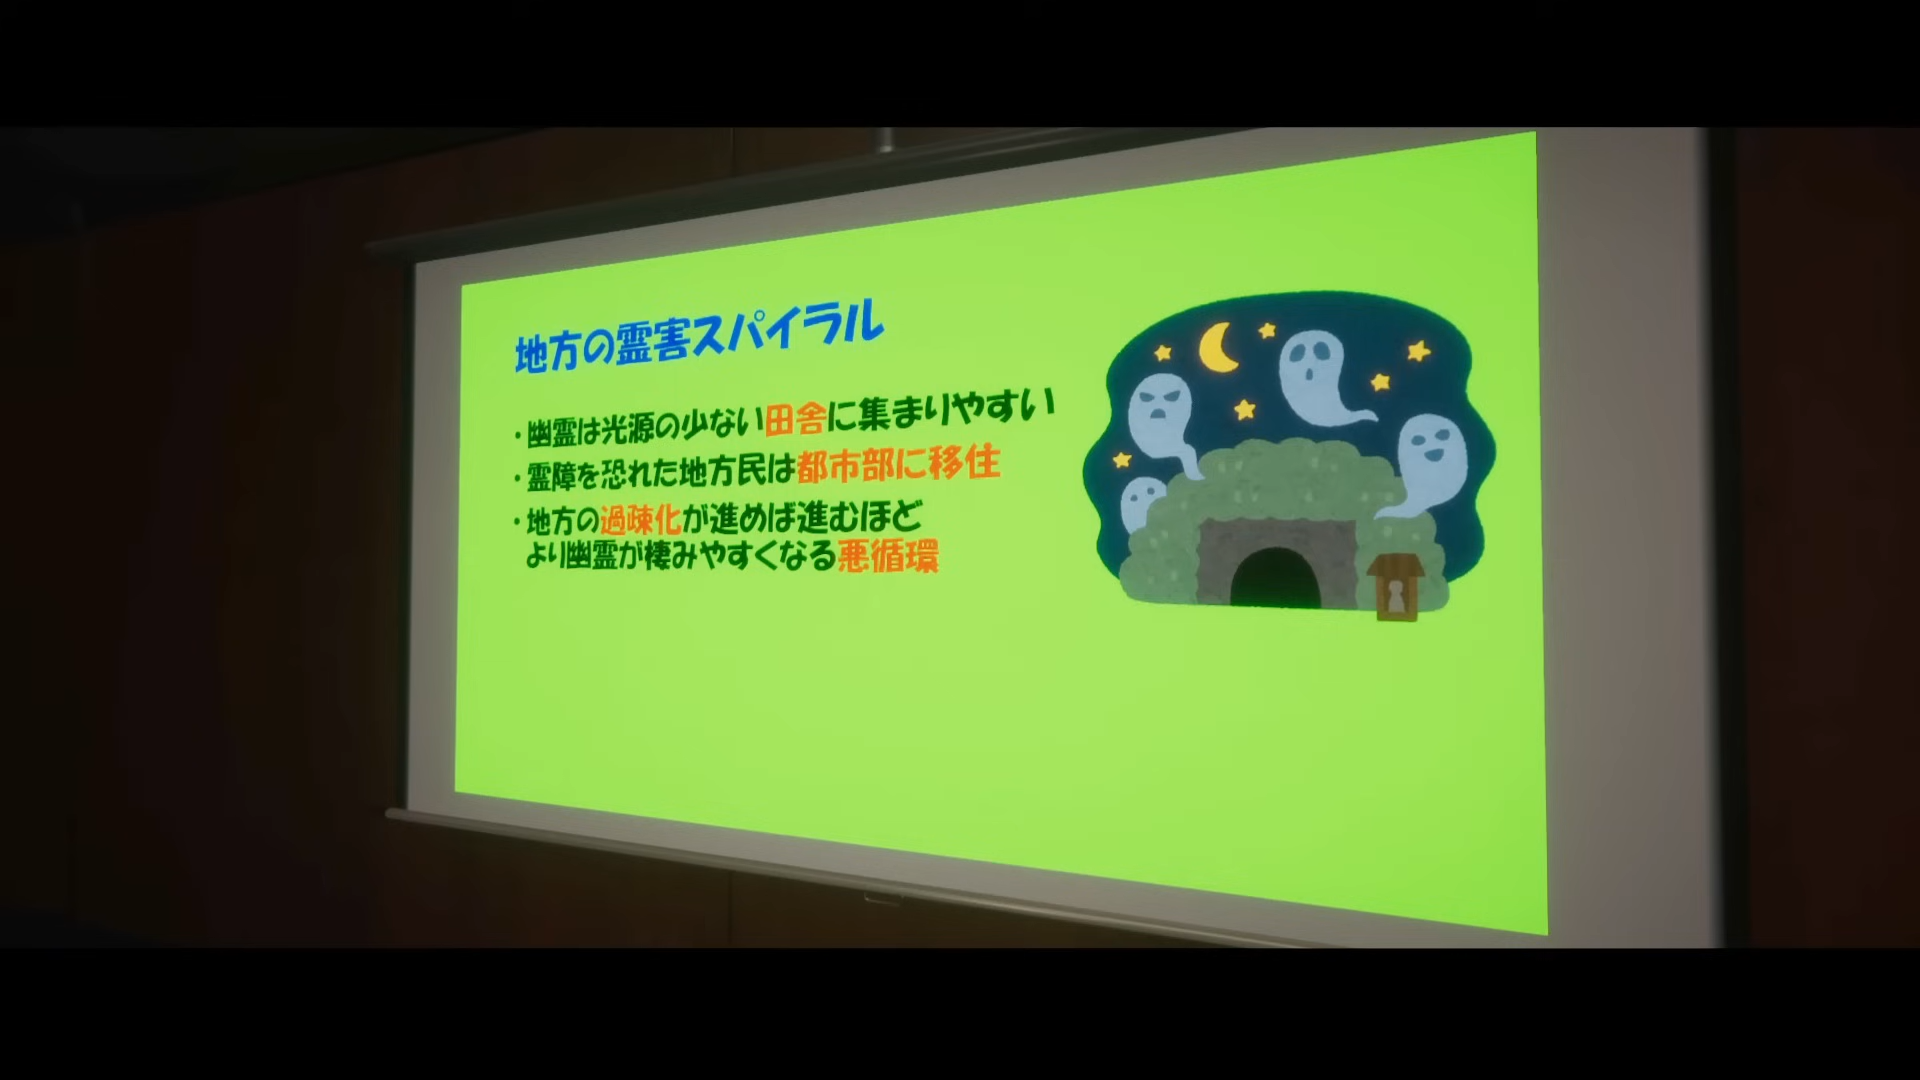 地方の霊害スパイラル
・幽霊は光源の少ない田舎に集まりやすい
・霊障を恐れた地方民は都市部に移住
・地方の過疎化が進めば進むほど
より幽霊が棲みやすくなる悪循環